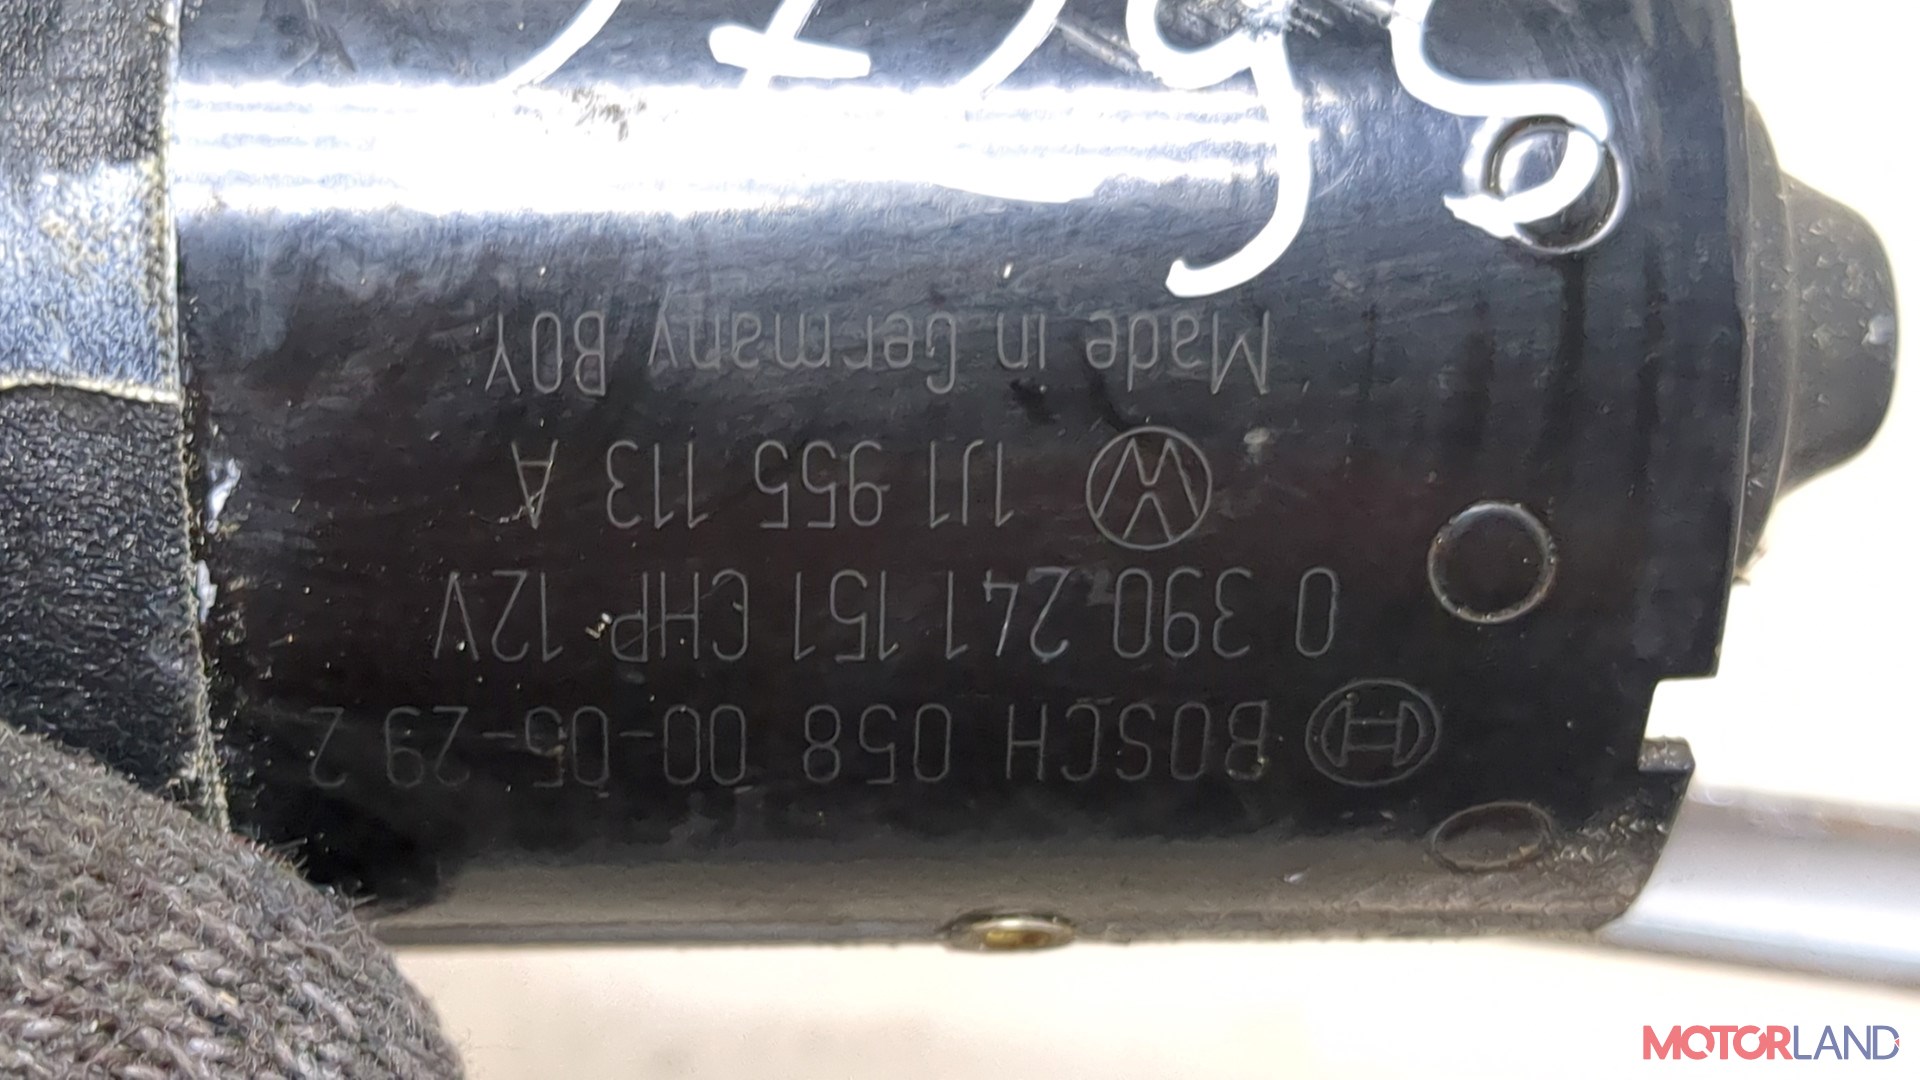 BOSCH 058 00-05-29 2
0 390 241 151 CHP 12V
1J1 955 113 A
Made in Germany B0Y
MOTORLAND